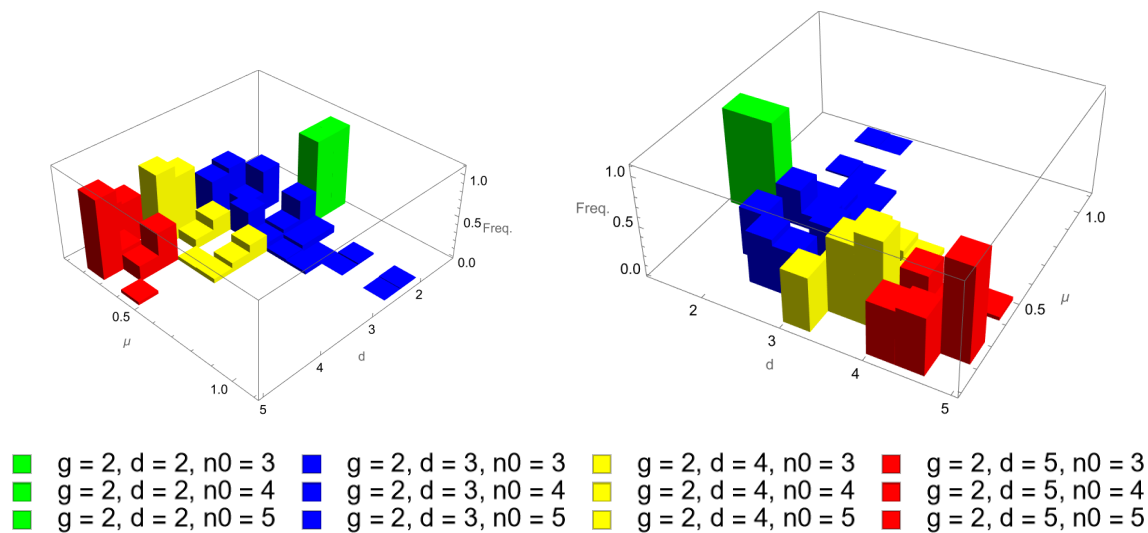 1.0
0.5
Freq.
0.0
2
3
d
4
5
0.5
μ
1.0
1.0
Freq.
0.5
0.0
2
3
d
4
5
0.5
μ
1.0
g = 2, d = 2, n0 = 3 g = 2, d = 3, n0 = 3 g = 2, d = 4, n0 = 3 g = 2, d = 5, n0 = 3
g = 2, d = 2, n0 = 4 g = 2, d = 3, n0 = 4 g = 2, d = 4, n0 = 4 g = 2, d = 5, n0 = 4
g = 2, d = 2, n0 = 5 g = 2, d = 3, n0 = 5 g = 2, d = 4, n0 = 5 g = 2, d = 5, n0 = 5